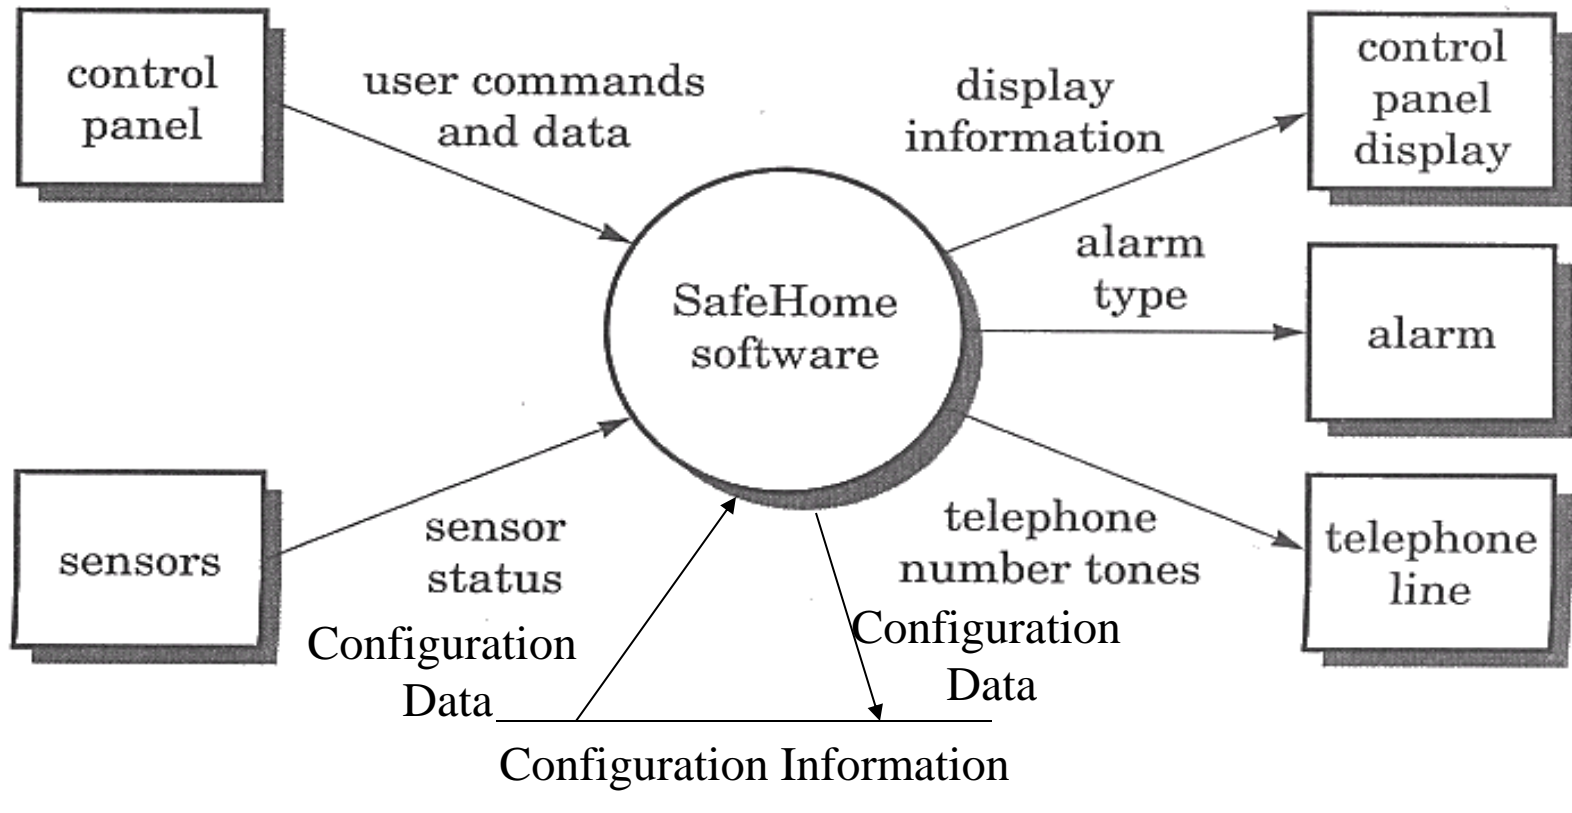 control
panel
user commands
and data
display
information
control
panel
display
SafeHome
software
alarm
type
alarm
sensors
sensor
status
telephone
number tones
telephone
line
Configuration
Data
Configuration
Data
Configuration Information